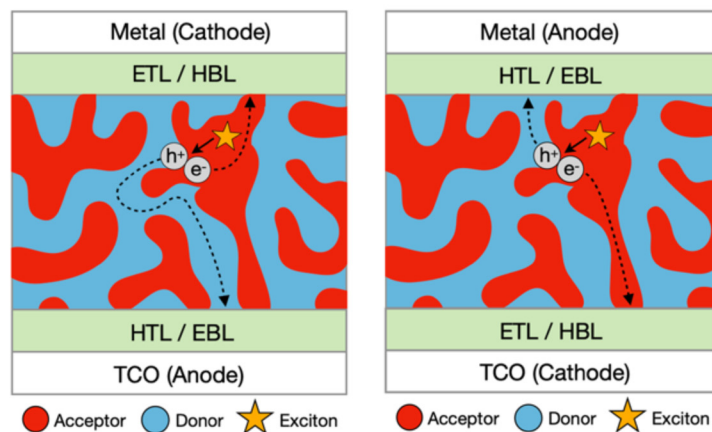 Metal (Cathode)
ETL / HBL
h+
e-
HTL / EBL
TCO (Anode)
Acceptor Donor Exciton
Metal (Anode)
HTL / EBL
h+
e-
ETL / HBL
TCO (Cathode)
Acceptor Donor Exciton